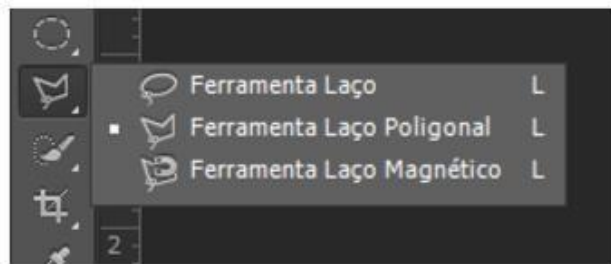 Ferramenta Laço L
Ferramenta Laço Poligonal L
Ferramenta Laço Magnético L
2